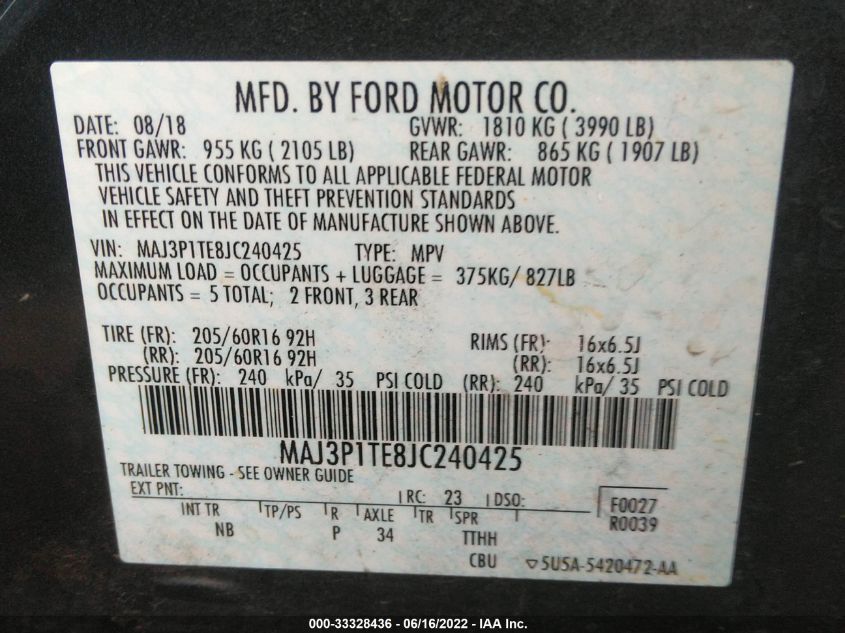 MFD. BY FORD MOTOR CO.
DATE: 08/18 GVWR: 1810 KG ( 3990 LB)
FRONT GAWR: 955 KG ( 2105 LB) REAR GAWR: 865 KG ( 1907 LB)
THIS VEHICLE CONFORMS TO ALL APPLICABLE FEDERAL MOTOR
VEHICLE SAFETY AND THEFT PREVENTION STANDARDS
IN EFFECT ON THE DATE OF MANUFACTURE SHOWN ABOVE.
VIN: MAJ3P1TE8JC240425 TYPE: MPV
MAXIMUM LOAD = OCCUPANTS + LUGGAGE = 375KG/ 827LB
OCCUPANTS = 5 TOTAL; 2 FRONT, 3 REAR
TIRE (FR): 205/60R16 92H RIMS (FR): 16x6.5J
(RR): 205/60R16 92H (RR): 16x6.5J
PRESSURE (FR): 240 kPa/ 35 PSI COLD (RR): 240 kPa/ 35 PSI COLD
MAJ3P1TE8JC240425
TRAILER TOWING - SEE OWNER GUIDE
EXT PNT: RC: 23 DSO: F0027
INT TR TP/PS R AXLE TR SPR R0039
NB P 34 TTHH
CBU ▽5U5A-5420472-AA
000-33328436 - 06/16/2022 - IAA Inc.